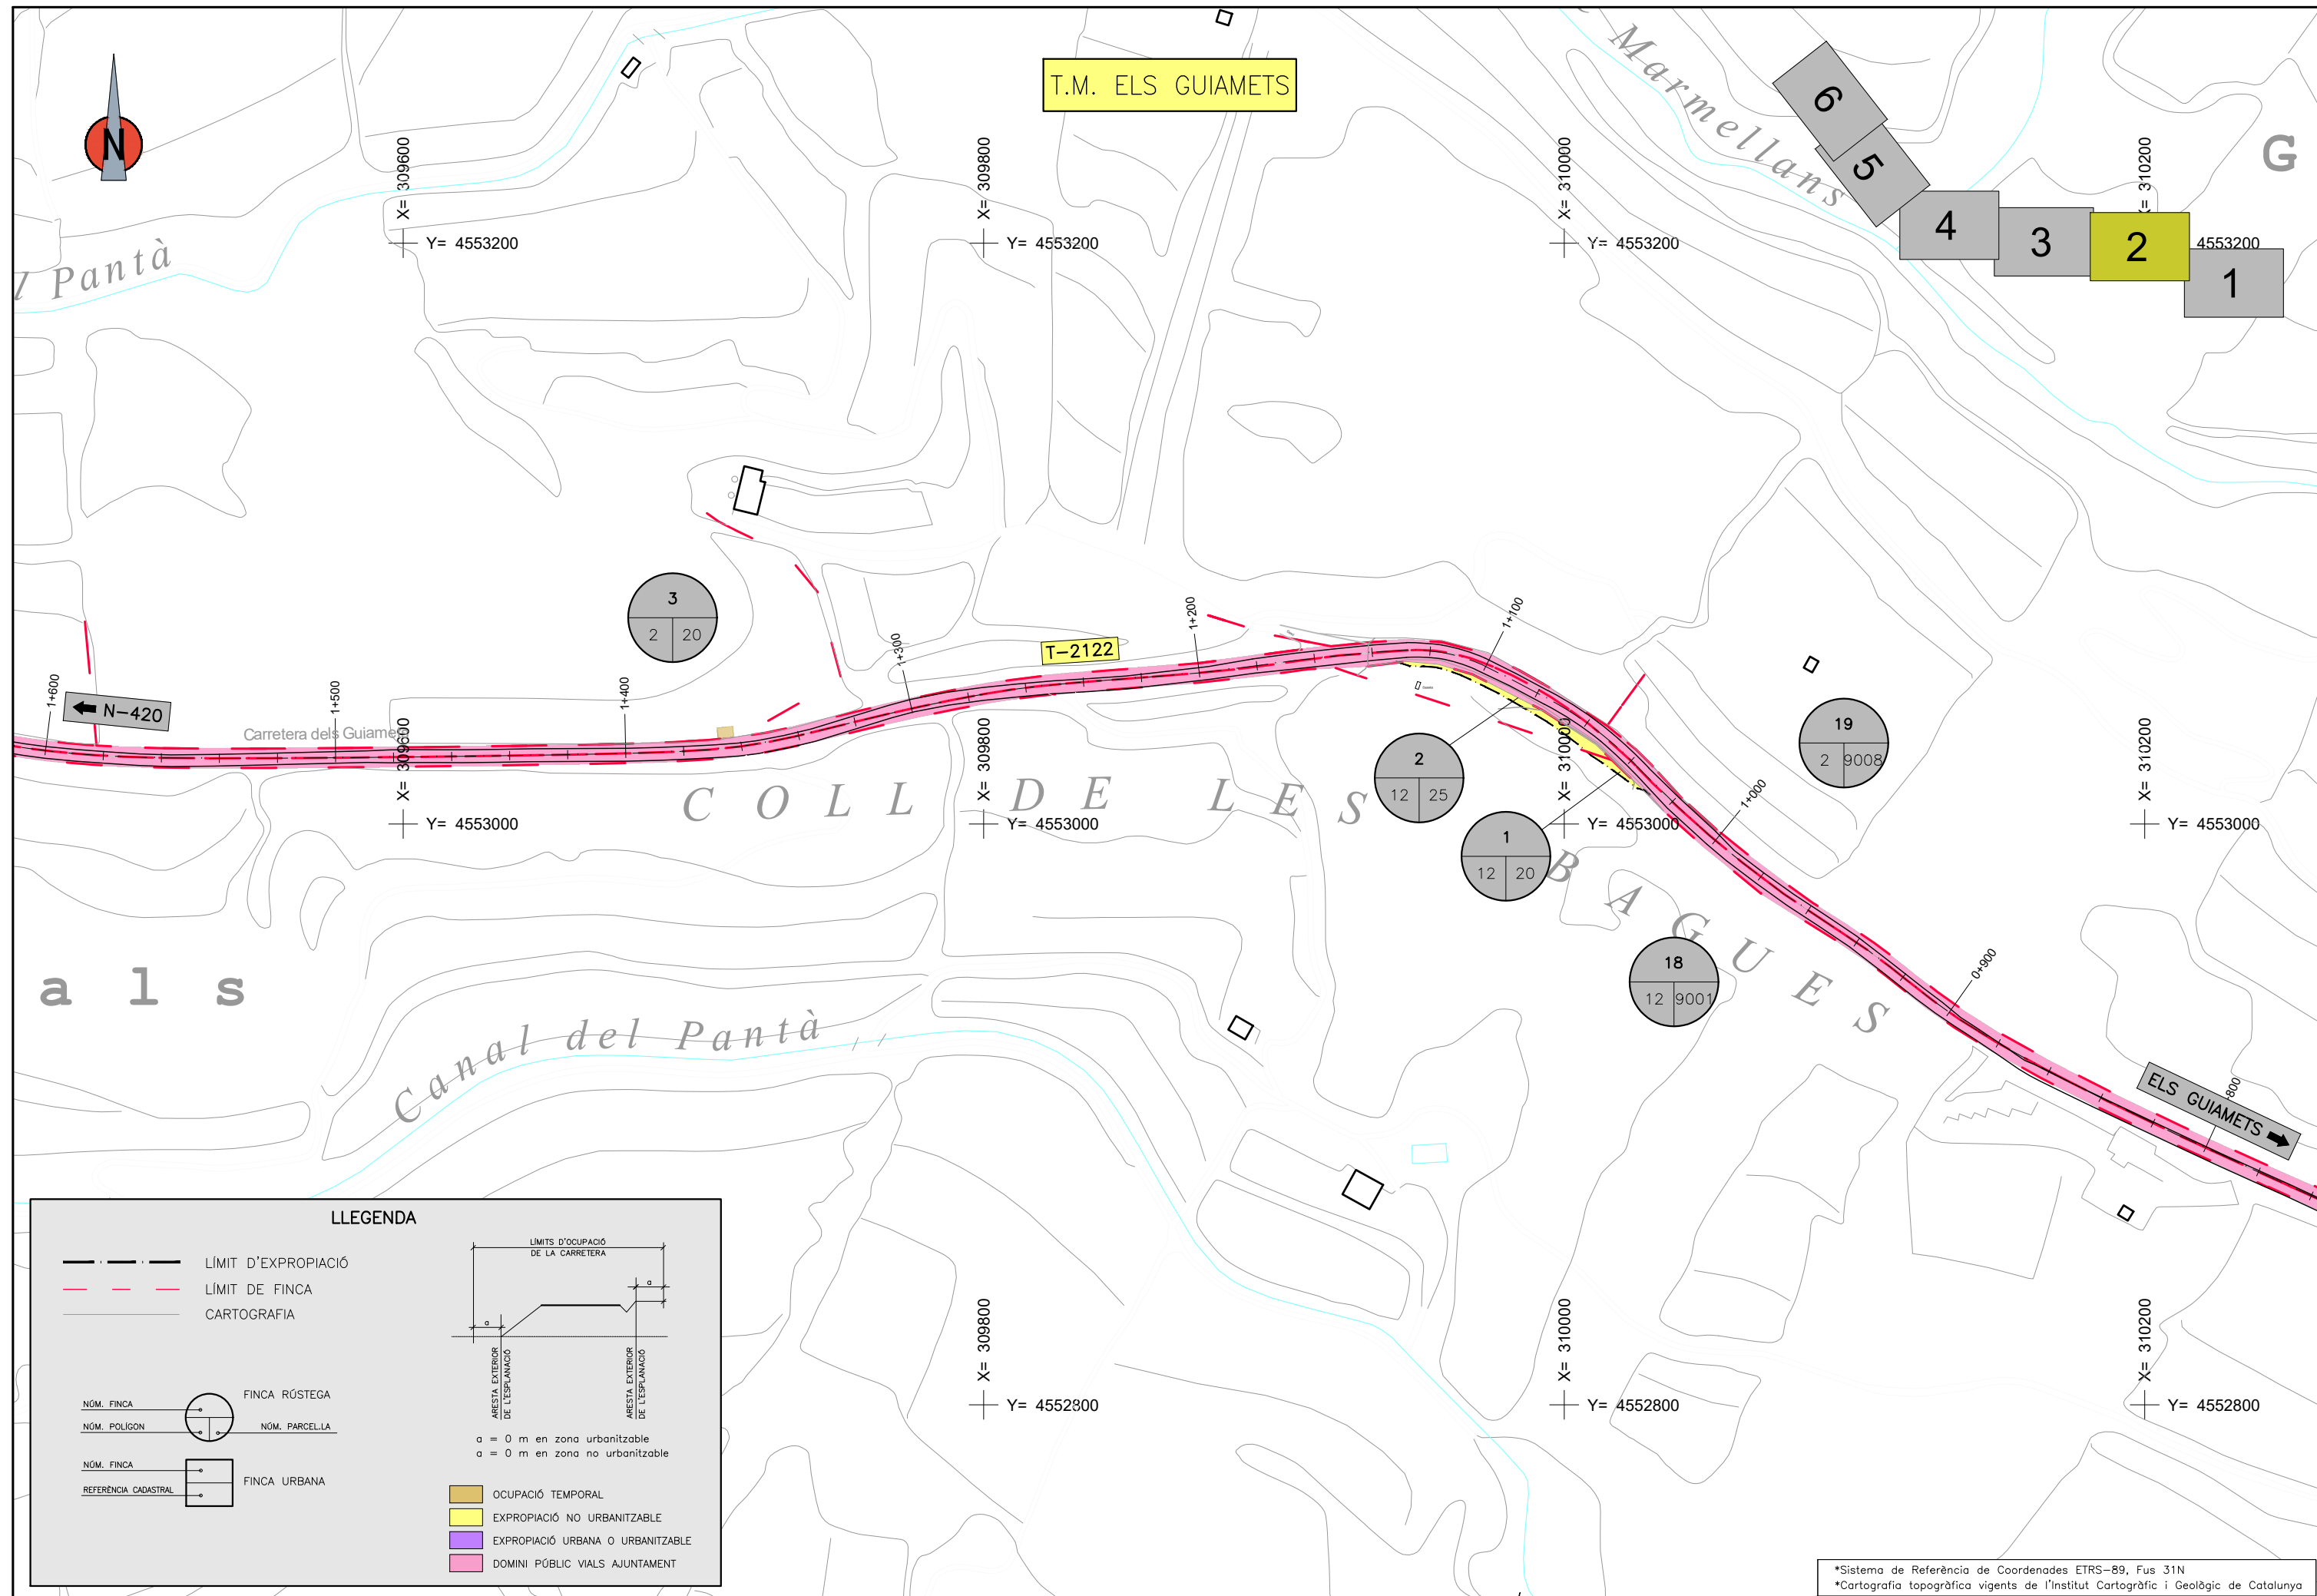 T.M. ELS GUIAMETS
N
Marmellans
G
6
5
4
3
2
1
X= 309600
Y= 4553200
X= 309800
Y= 4553200
X= 310000
Y= 4553200
X= 310200
4553200
l Pantà
3
2 20
T-2122
1+600
1+500
1+400
1+300
1+200
1+100
1+000
0+900
800
N-420
Carretera dels Guiame
X= 309600
Y= 4553000
X= 309800
Y= 4553000
X= 310000
Y= 4553000
X= 310200
Y= 4553000
COLL DE LES BAGUES
2
12 25
1
12 20
19
2 9008
18
12 9001
als
Canal del Pantà
ELS GUIAMETS
X= 309800
Y= 4552800
X= 310000
Y= 4552800
X= 310200
Y= 4552800
LLEGENDA
LÍMIT D'EXPROPIACIÓ
LÍMIT DE FINCA
CARTOGRAFIA
LÍMITS D'OCUPACIÓ
DE LA CARRETERA
a
a
ARESTA EXTERIOR
DE L'ESPLANACIÓ
ARESTA EXTERIOR
DE L'ESPLANACIÓ
a = 0 m en zona urbanitzable
a = 0 m en zona no urbanitzable
NÚM. FINCA
FINCA RÚSTEGA
NÚM. POLÍGON
NÚM. PARCEL.LA
NÚM. FINCA
FINCA URBANA
REFERÈNCIA CADASTRAL
OCUPACIÓ TEMPORAL
EXPROPIACIÓ NO URBANITZABLE
EXPROPIACIÓ URBANA O URBANITZABLE
DOMINI PÚBLIC VIALS AJUNTAMENT
*Sistema de Referència de Coordenades ETRS-89, Fus 31N
*Cartografia topogràfica vigents de l'Institut Cartogràfic i Geològic de Catalunya